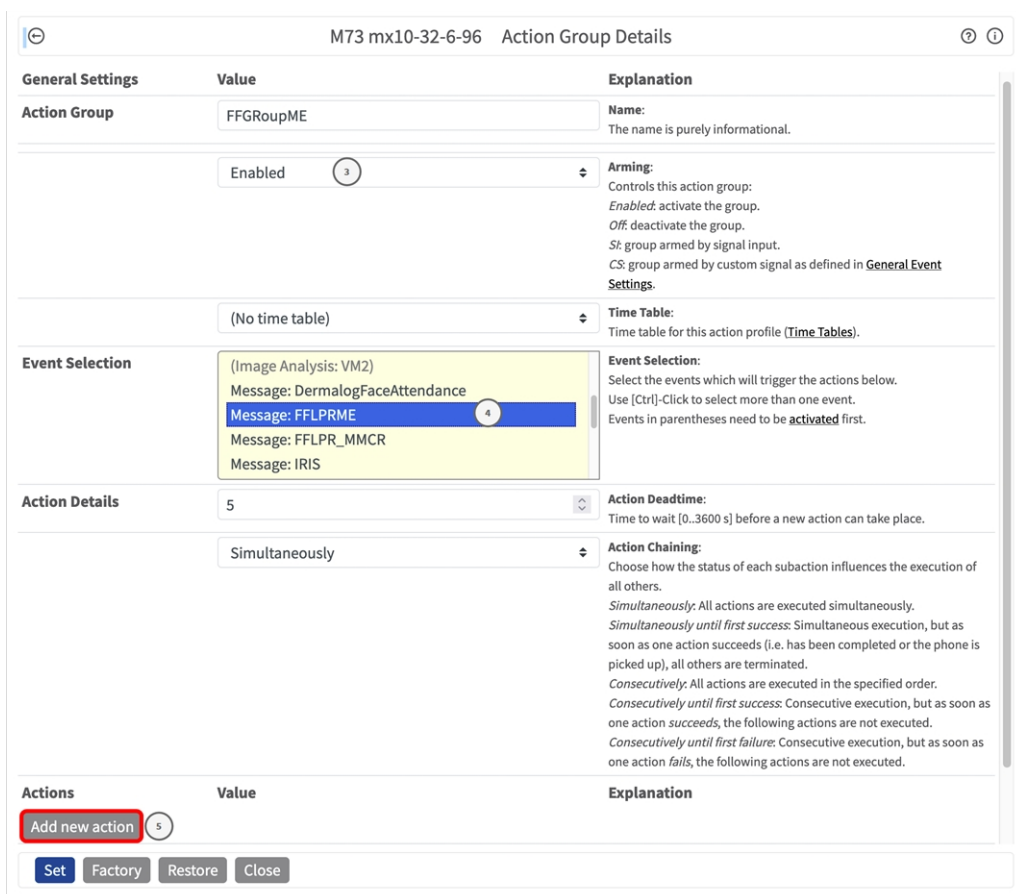 M73 mx10-32-6-96 Action Group Details
General Settings Value Explanation
Action Group FFGRoupME Name:
The name is purely informational.
Enabled 3 Arming:
Controls this action group:
Enabled: activate the group.
Off: deactivate the group.
SI: group armed by signal input.
CS: group armed by custom signal as defined in General Event
Settings.
(No time table) Time Table:
Time table for this action profile (Time Tables).
Event Selection
(Image Analysis: VM2)
Message: DermalogFaceAttendance
Message: FFLPRME 4
Message: FFLPR_MMCR
Message: IRIS
Event Selection:
Select the events which will trigger the actions below.
Use [Ctrl]-Click to select more than one event.
Events in parentheses need to be activated first.
Action Details 5 Action Deadtime:
Time to wait [0..3600 s] before a new action can take place.
Simultaneously Action Chaining:
Choose how the status of each subaction influences the execution of
all others.
Simultaneously: All actions are executed simultaneously.
Simultaneously until first success: Simultaneous execution, but as
soon as one action succeeds (i.e. has been completed or the phone is
picked up), all others are terminated.
Consecutively: All actions are executed in the specified order.
Consecutively until first success: Consecutive execution, but as soon as
one action succeeds, the following actions are not executed.
Consecutively until first failure: Consecutive execution, but as soon as
one action fails, the following actions are not executed.
Actions Value Explanation
Add new action 5
Set Factory Restore Close